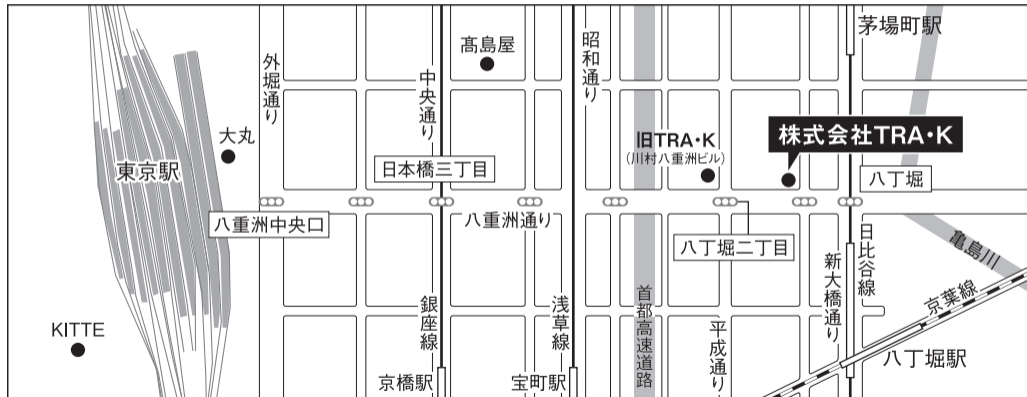 茅場町駅
外堀通り
髙島屋
昭和通り
中央通り
大丸
旧TRA・K
(川村八重洲ビル)
株式会社TRA・K
東京駅
日本橋三丁目
八丁堀
八重洲中央口
八重洲通り
八丁堀二丁目
日比谷線
亀島川
新大橋通り
京葉線
KITTE
銀座線
浅草線
首都高速道路
平成通り
八丁堀駅
京橋駅
宝町駅